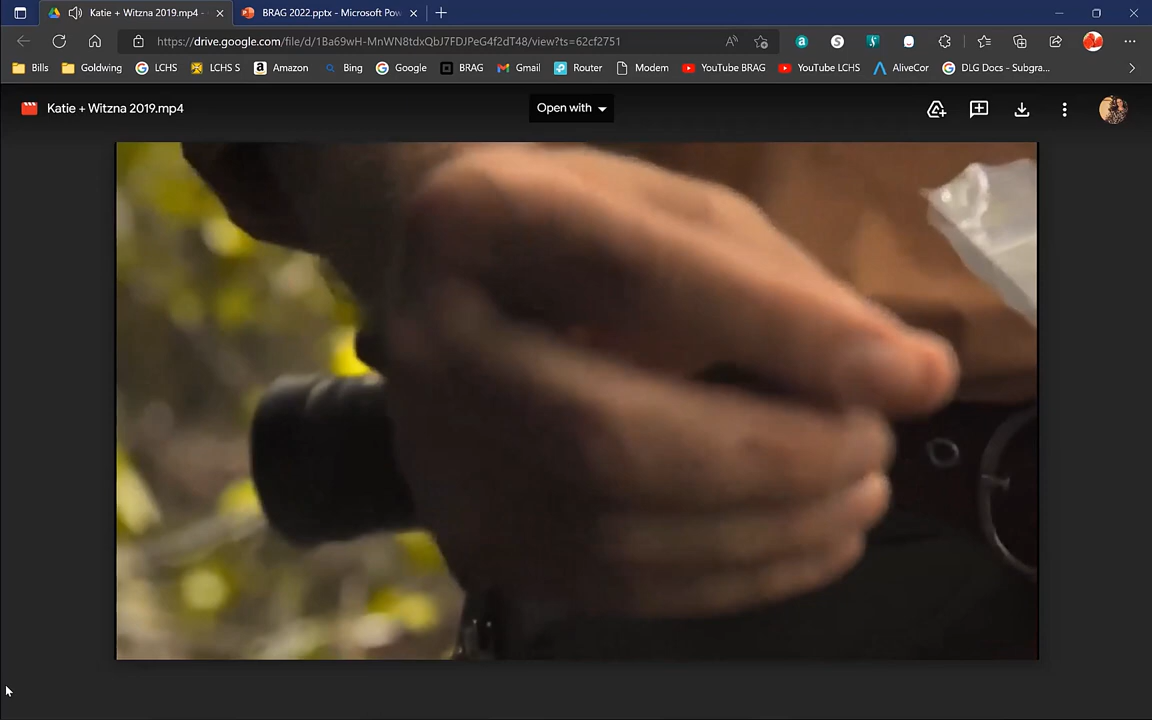 Katie + Witzna 2019.mp4 -
BRAG 2022.pptx - Microsoft Pow
https://drive.google.com/file/d/1Ba69wH-MnWN8tdxQbJ7FDJPeG4f2dT48/view?ts=62cf2751
Bills Goldwing LCHS LCHS S Amazon Bing Google BRAG Gmail Router Modem YouTube BRAG YouTube LCHS AliveCor DLG Docs - Subgra...
Katie + Witzna 2019.mp4 Open with